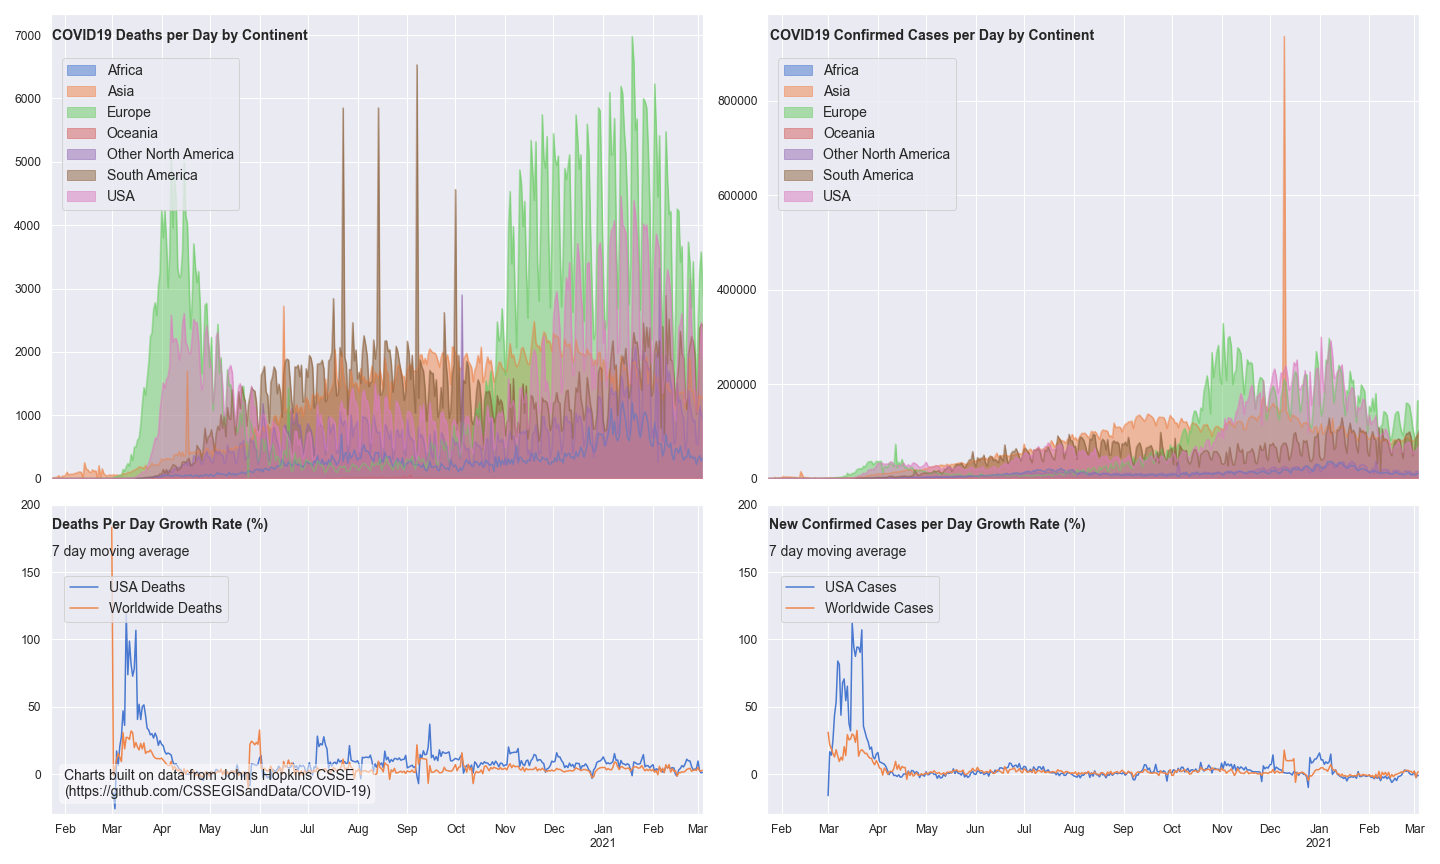 COVID19 Deaths per Day by Continent
Africa
Asia
Europe
Oceania
Other North America
South America
USA
7000
6000
5000
4000
3000
2000
1000
0
COVID19 Confirmed Cases per Day by Continent
Africa
Asia
Europe
Oceania
Other North America
South America
USA
800000
600000
400000
200000
0
Deaths Per Day Growth Rate (%)
7 day moving average
USA Deaths
Worldwide Deaths
200
150
100
50
0
Charts built on data from Johns Hopkins CSSE
(https://github.com/CSSEGISandData/COVID-19)
Feb Mar Apr May Jun Jul Aug Sep Oct Nov Dec Jan Feb Mar
2021
New Confirmed Cases per Day Growth Rate (%)
7 day moving average
USA Cases
Worldwide Cases
200
150
100
50
0
Feb Mar Apr May Jun Jul Aug Sep Oct Nov Dec Jan Feb Mar
2021